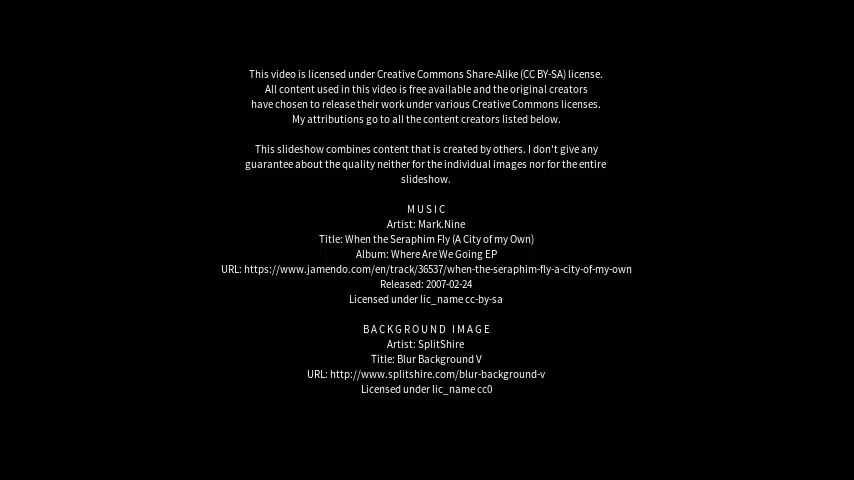 This video is licensed under Creative Commons Share-Alike (CC BY-SA) license.
All content used in this video is free available and the original creators
have chosen to release their work under various Creative Commons licenses.
My attributions go to all the content creators listed below.
This slideshow combines content that is created by others. I don't give any
guarantee about the quality neither for the individual images nor for the entire
slideshow.
MUSIC
Artist: Mark.Nine
Title: When the Seraphim Fly (A City of my Own)
Album: Where Are We Going EP
URL: https://www.jamendo.com/en/track/36537/when-the-seraphim-fly-a-city-of-my-own
Released: 2007-02-24
Licensed under lic_name cc-by-sa
BACKGROUND IMAGE
Artist: SplitShire
Title: Blur Background V
URL: http://www.splitshire.com/blur-background-v
Licensed under lic_name cc0